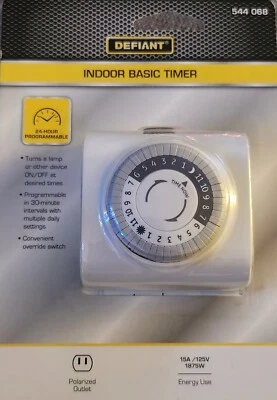 544 068
DEFIANT®
INDOOR BASIC TIMER
24-HOUR
PROGRAMMABLE
• Turns a lamp
or other device
ON/OFF at
desired times
• Programmable
in 30-minute
intervals with
multiple daily
settings
• Convenient
override switch
TIME
Polarized
Outlet
15A /125V
1875W
Energy Use